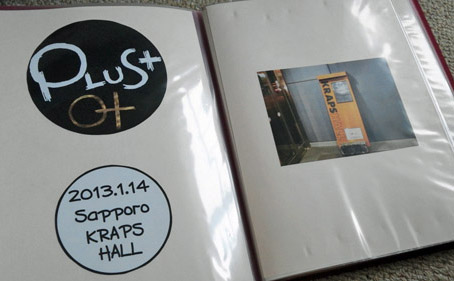 PLUS+
2013.1.14
Sapporo
KRAPS
HALL
KRAPS